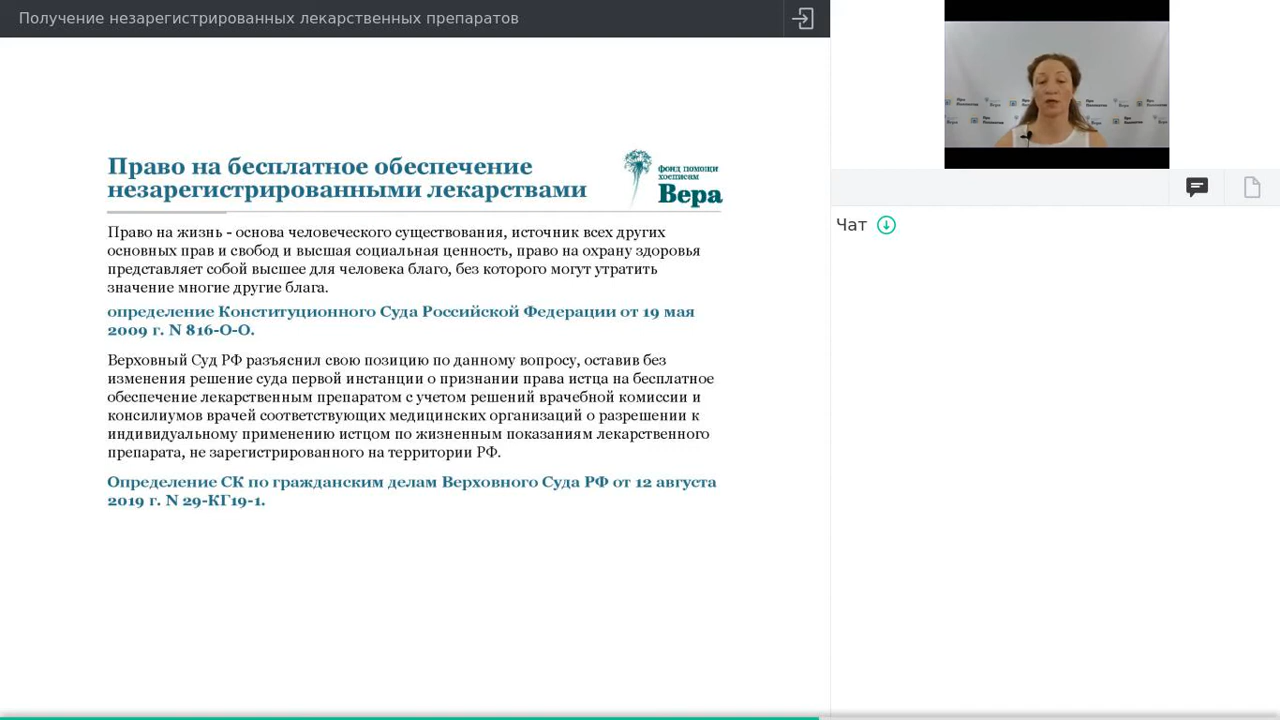 Получение незарегистрированных лекарственных препаратов
Право на бесплатное обеспечение
незарегистрированными лекарствами
фонд помощи
хосписам
Вера
Право на жизнь - основа человеческого существования, источник всех других
основных прав и свобод и высшая социальная ценность, право на охрану здоровья
представляет собой высшее для человека благо, без которого могут утратить
значение многие другие блага.
определение Конституционного Суда Российской Федерации от 19 мая
2009 г. N 816-О-О.
Верховный Суд РФ разъяснил свою позицию по данному вопросу, оставив без
изменения решение суда первой инстанции о признании права истца на бесплатное
обеспечение лекарственным препаратом с учетом решений врачебной комиссии и
консилиумов врачей соответствующих медицинских организаций о разрешении к
индивидуальному применению истцом по жизненным показаниям лекарственного
препарата, не зарегистрированного на территории РФ.
Определение СК по гражданским делам Верховного Суда РФ от 12 августа
2019 г. N 29-КГ19-1.
Чат